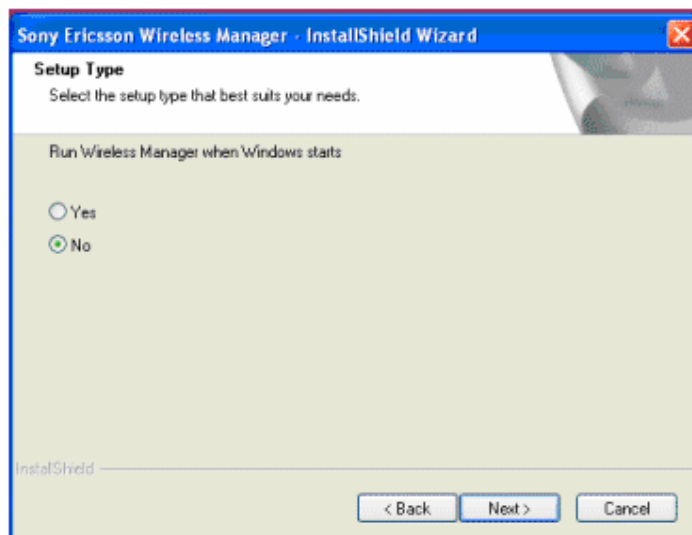 Sony Ericsson Wireless Manager - InstallShield Wizard
Setup Type
Select the setup type that best suits your needs.
Run Wireless Manager when Windows starts
Yes
No
InstallShield
< Back
Next >
Cancel